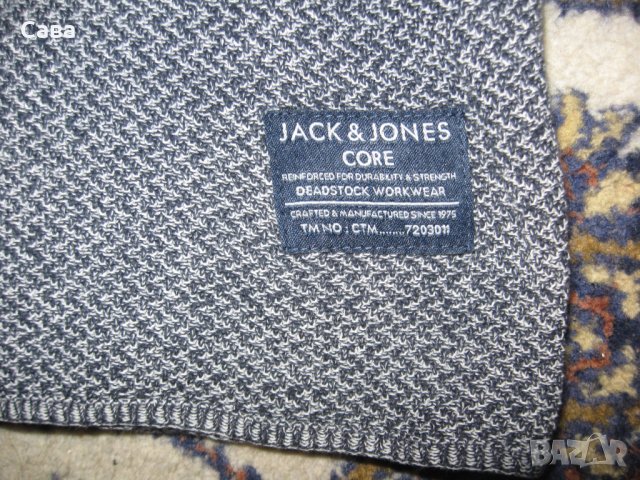 Сава
JACK & JONES
CORE
REINFORCED FOR DURABILITY & STRENGTH
DEADSTOCK WORKWEAR
CRAFTED & MANUFACTURED SINCE 1975
TM NO : CTM........7203011
BAZAR